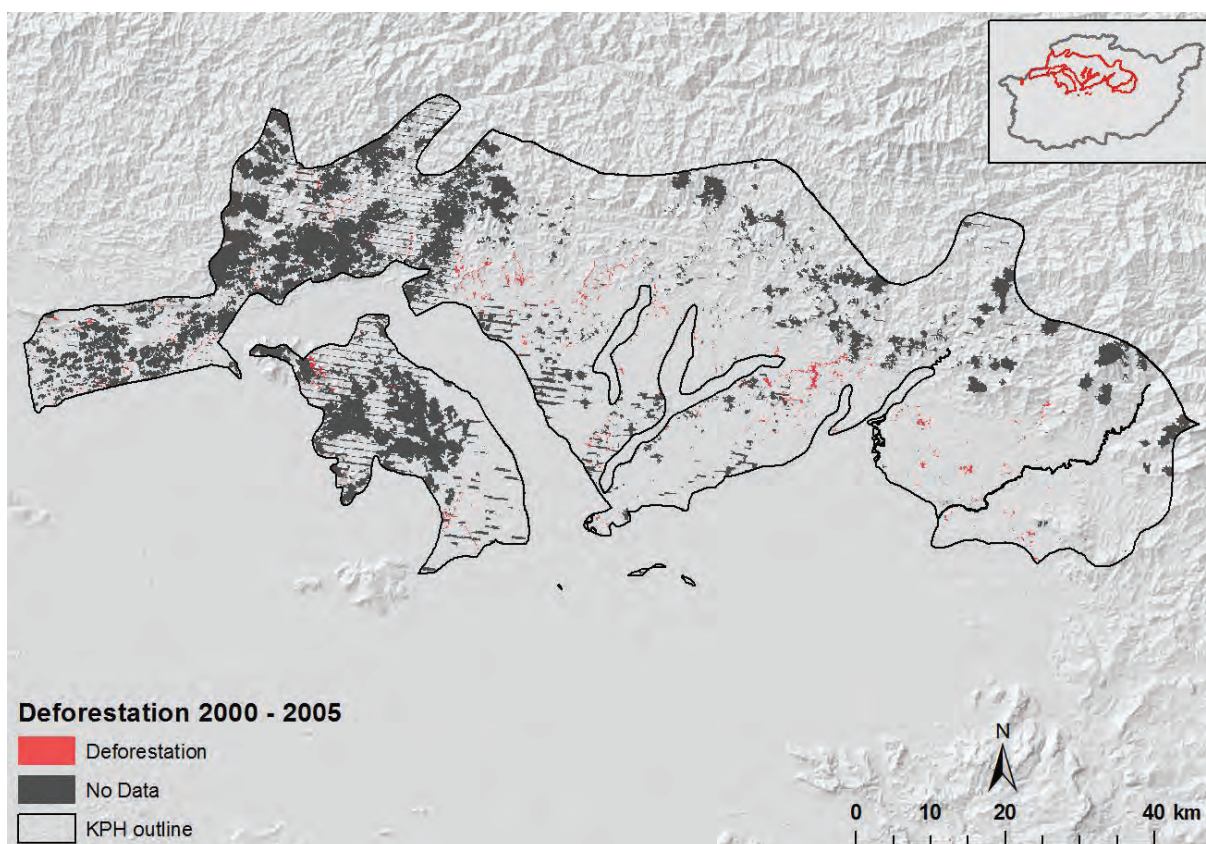 Deforestation 2000 - 2005
Deforestation
No Data
KPH outline
N
0 10 20 40 km